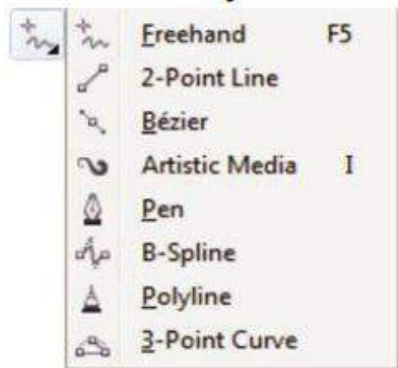 Freehand F5
2-Point Line
Bézier
Artistic Media I
Pen
B-Spline
Polyline
3-Point Curve